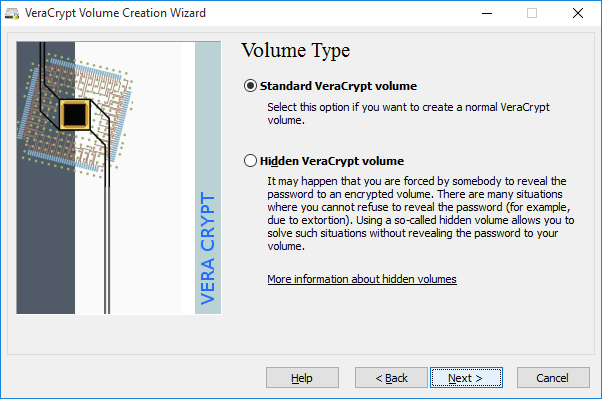 VeraCrypt Volume Creation Wizard
Volume Type
Standard VeraCrypt volume
Select this option if you want to create a normal VeraCrypt
volume.
Hidden VeraCrypt volume
It may happen that you are forced by somebody to reveal the
password to an encrypted volume. There are many situations
where you cannot refuse to reveal the password (for example,
due to extortion). Using a so-called hidden volume allows you to
solve such situations without revealing the password to your
volume.
More information about hidden volumes
VERA CRYPT
Help
< Back
Next >
Cancel